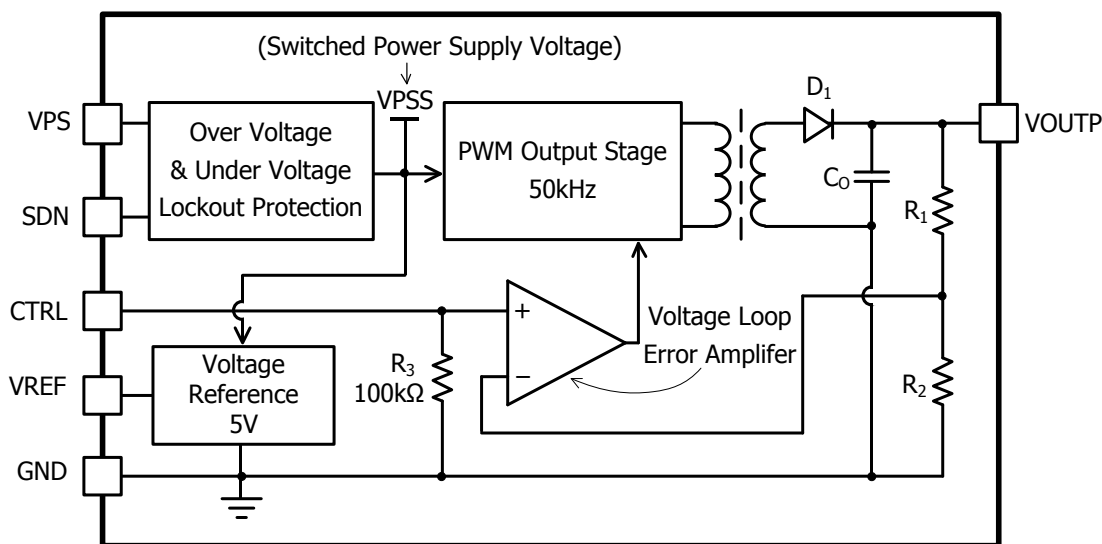 (Switched Power Supply Voltage)
VPSS
VPS
Over Voltage
& Under Voltage
Lockout Protection
SDN
PWM Output Stage
50kHz
D1
VOUTP
CO
R1
CTRL
+
−
Voltage Loop
Error Amplifer
R3
100kΩ
R2
VREF
Voltage
Reference
5V
GND